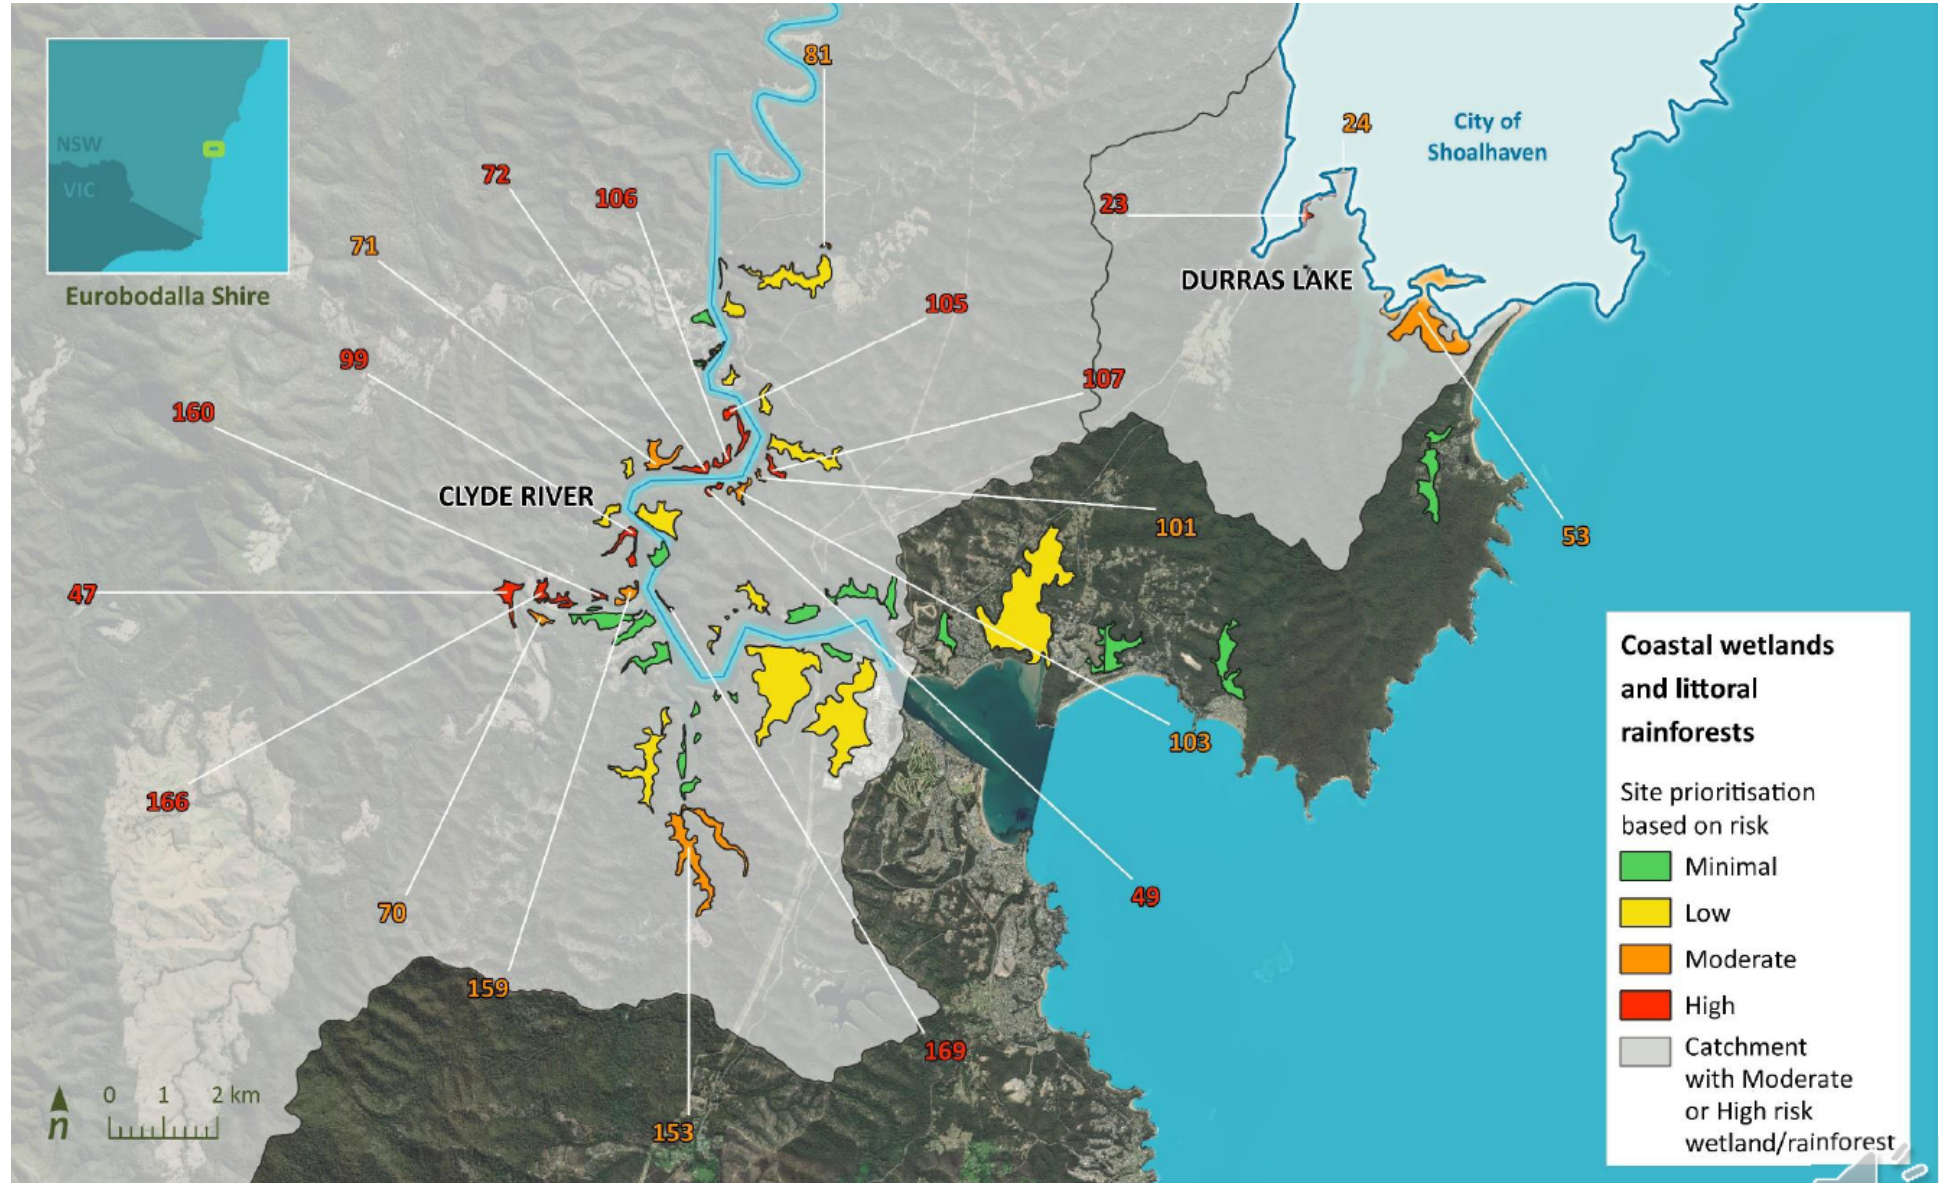 81
24
City of
Shoalhaven
NSW
VIC
72
106
23
71
DURRAS LAKE
Eurobodalla Shire
105
99
107
160
CLYDE RIVER
101
53
47
Coastal wetlands
and littoral
rainforests
103
Site prioritisation
based on risk
166
Minimal
49
70
Low
Moderate
159
High
169
Catchment
with Moderate
or High risk
wetland/rainforest
0 1 2 km
n
153